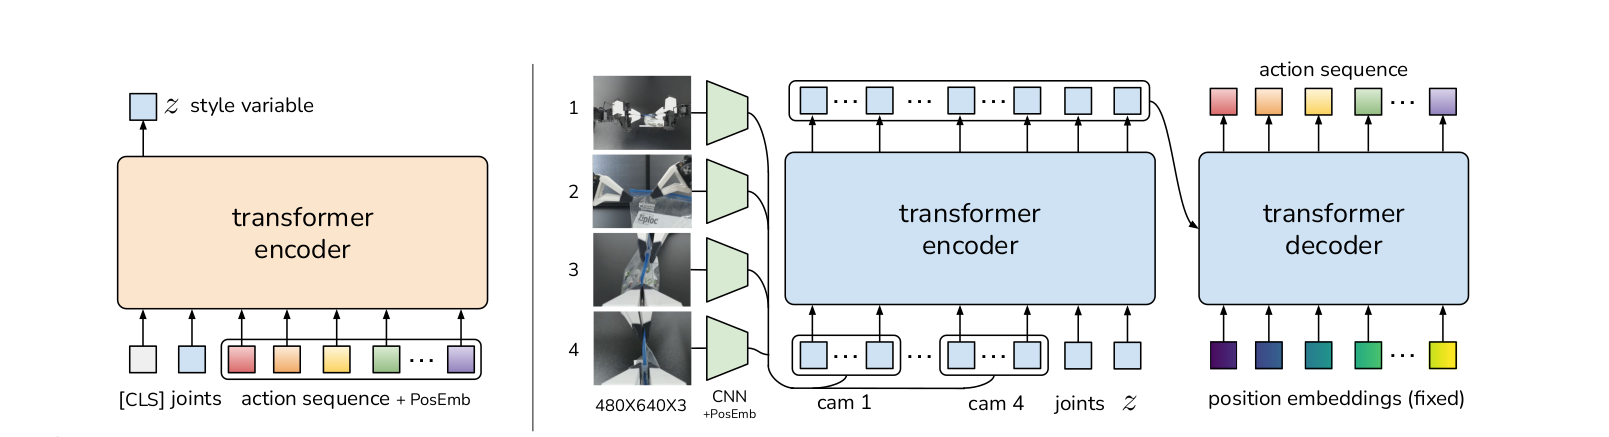 z style variable
transformer
encoder
[CLS] joints action sequence + PosEmb
1
2
3
4
Ziploc
480X640X3
CNN
+PosEmb
transformer
encoder
cam 1
cam 4
joints z
action sequence
transformer
decoder
position embeddings (fixed)